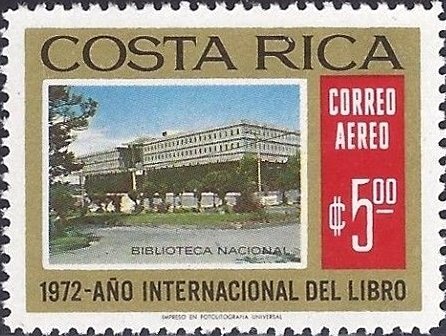 COSTA RICA
CORREO
AEREO
₡5.00
BIBLIOTECA NACIONAL
1972-AÑO INTERNACIONAL DEL LIBRO
IMPRESO EN FOTOLITOGRAFIA UNIVERSAL